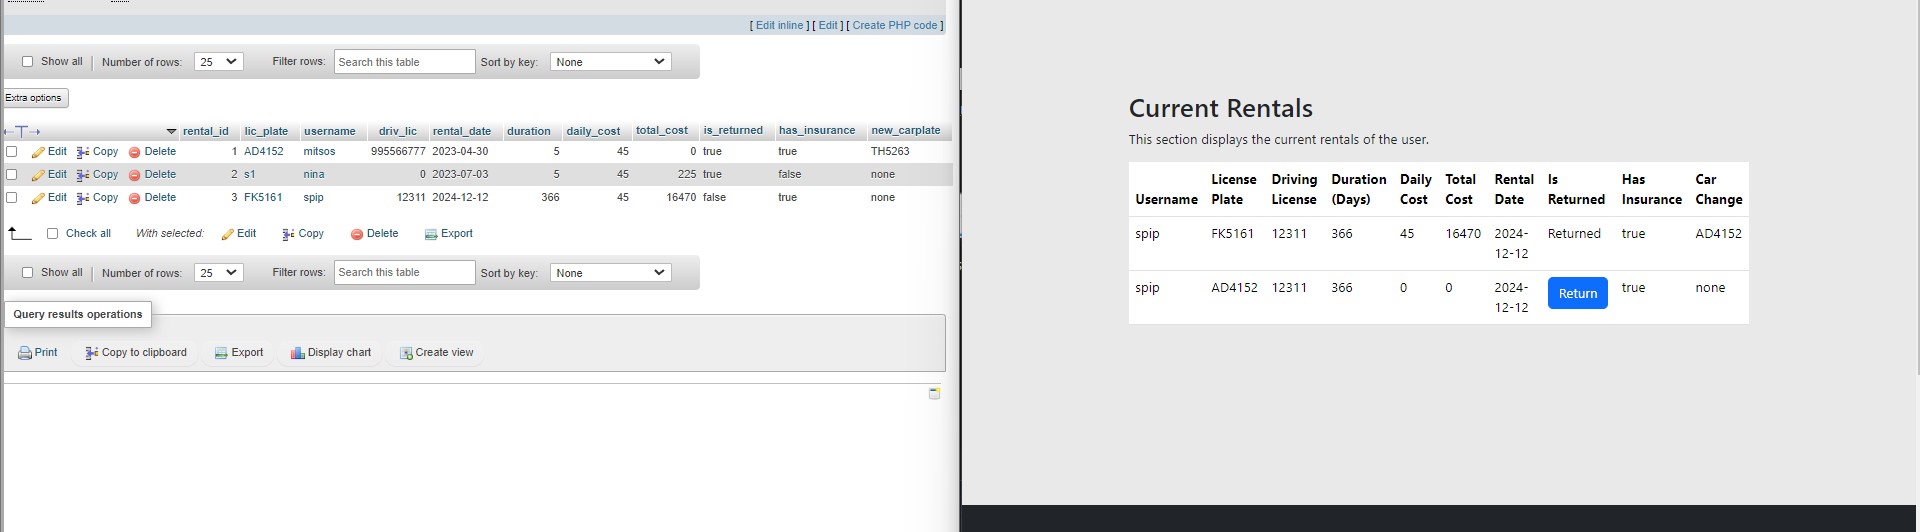 [ Edit inline ] [ Edit ] [ Create PHP code ]
Show all Number of rows: 25 Filter rows: Search this table Sort by key: None
Extra options
rental_id lic_plate username driv_lic rental_date duration daily_cost total_cost is_returned has_insurance new_carplate
Edit Copy Delete 1 AD4152 mitsos 995566777 2023-04-30 5 45 0 true true TH5263
Edit Copy Delete 2 s1 nina 0 2023-07-03 5 45 225 true false none
Edit Copy Delete 3 FK5161 spip 12311 2024-12-12 366 45 16470 false true none
Check all With selected: Edit Copy Delete Export
Show all Number of rows: 25 Filter rows: Search this table Sort by key: None
Query results operations
Print Copy to clipboard Export Display chart Create view
Current Rentals
This section displays the current rentals of the user.
License Driving Duration Daily Total Rental Is Has Car
Username Plate License (Days) Cost Cost Date Returned Insurance Change
spip FK5161 12311 366 45 16470 2024- Returned true AD4152
12-12
spip AD4152 12311 366 0 0 2024- Return true none
12-12